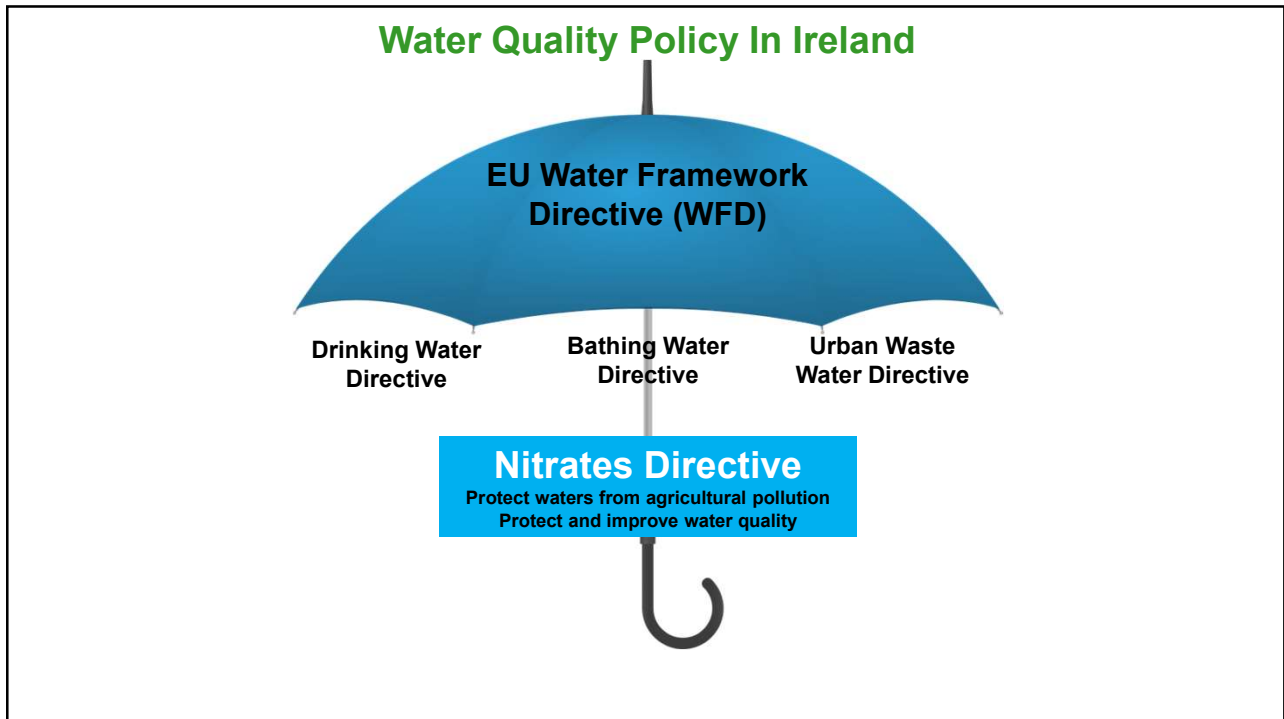 Water Quality Policy In Ireland
EU Water Framework
Directive (WFD)
Drinking Water
Directive
Bathing Water
Directive
Urban Waste
Water Directive
Nitrates Directive
Protect waters from agricultural pollution
Protect and improve water quality